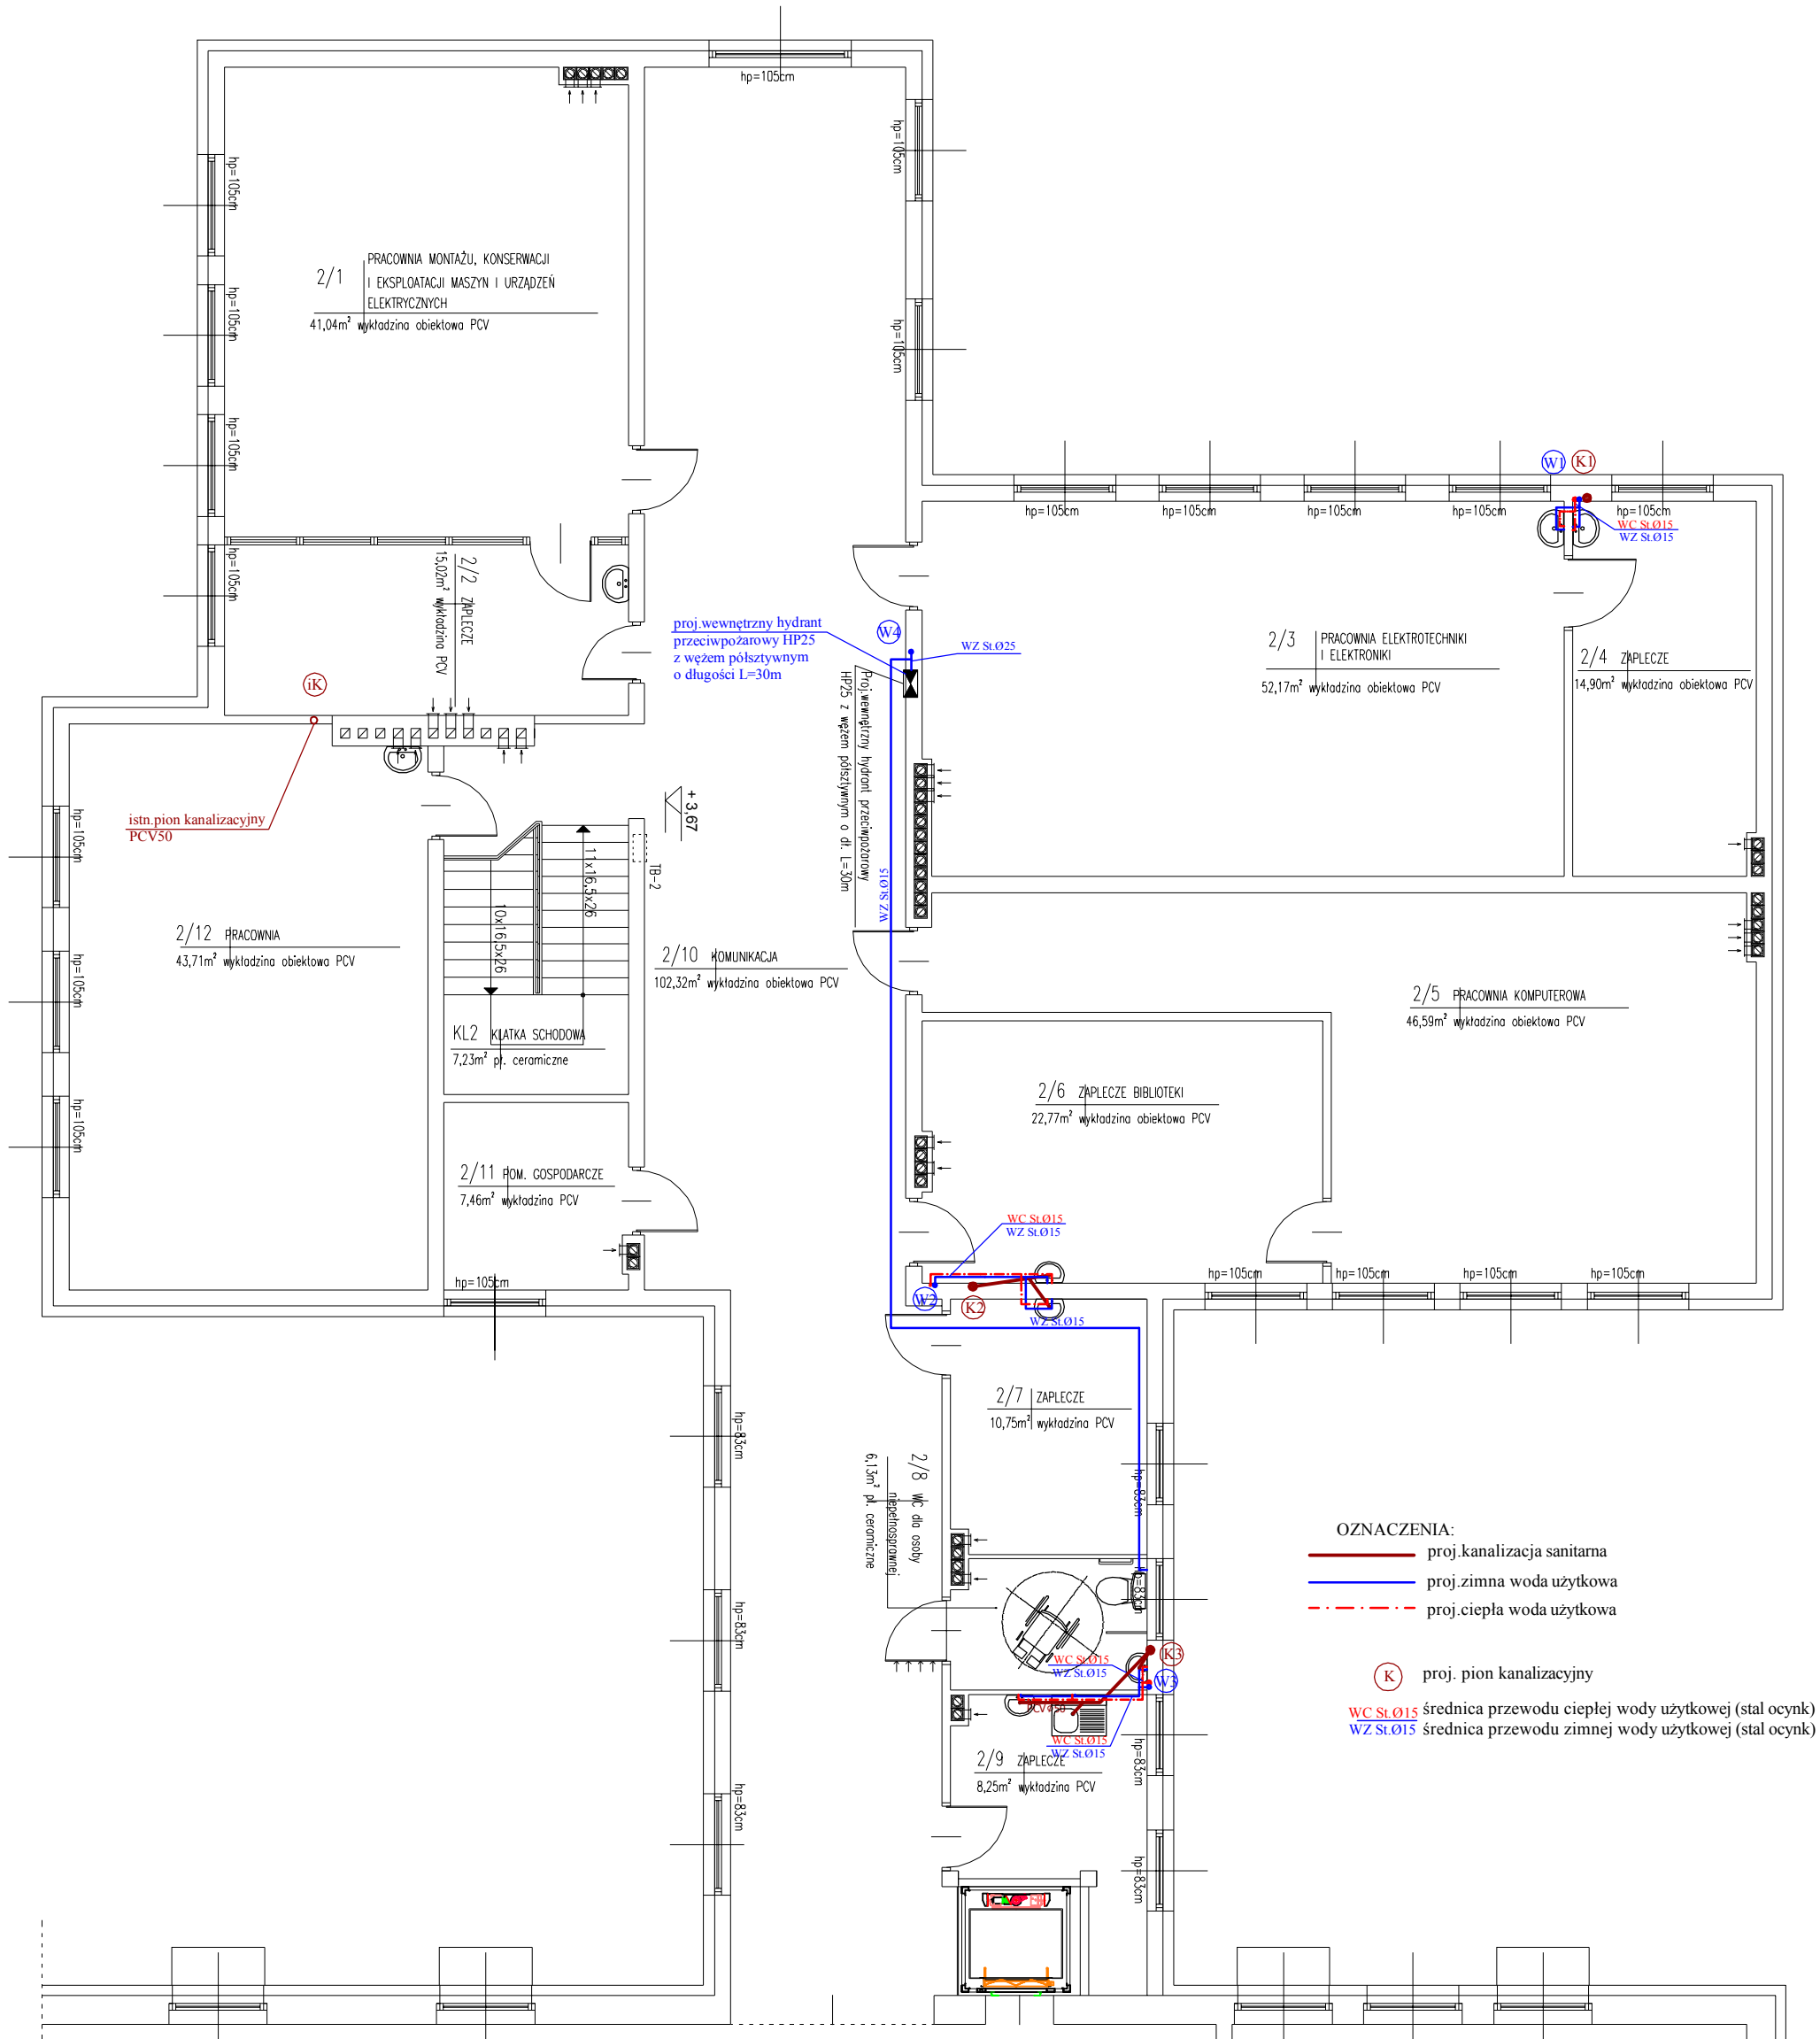 hp=105cm
hp=105cm
hp=105cm
hp=105cm
hp=105cm
hp=105cm
hp=105cm
2/1 PRACOWNIA MONTAŻU, KONSERWACJI
I EKSPLOATACJI MASZYN I URZĄDZEŃ
ELEKTRYCZNYCH
41,04m² wykładzina obiektowa PCV
W1 K1
hp=105cm hp=105cm hp=105cm hp=105cm hp=105cm
WC St.Ø15
WZ St.Ø15
2/2 ZAPLECZE
15,02m² wykładzina PCV
proj.wewnętrzny hydrant
przeciwpożarowy HP25
z wężem półsztywnym
o długości L=30m
W4
WZ St.Ø25
2/3 PRACOWNIA ELEKTROTECHNIKI
I ELEKTRONIKI
52,17m² wykładzina obiektowa PCV
2/4 ZAPLECZE
14,90m² wykładzina obiektowa PCV
iK
Proj.wewnętrzny hydrant przeciwpożarowy
HP25 z wężem półsztywnym o dł. L=30m
istn.pion kanalizacyjny
PCV50
+3,67
TB-2
11x16,5x26
10x16,5x26
WZ St.Ø15
hp=105cm
hp=105cm
hp=105cm
2/12 PRACOWNIA
43,71m² wykładzina obiektowa PCV
2/10 KOMUNIKACJA
102,32m² wykładzina obiektowa PCV
2/5 PRACOWNIA KOMPUTEROWA
46,59m² wykładzina obiektowa PCV
KL2 KLATKA SCHODOWA
7,23m² pł. ceramiczne
2/6 ZAPLECZE BIBLIOTEKI
22,77m² wykładzina obiektowa PCV
2/11 POM. GOSPODARCZE
7,46m² wykładzina PCV
WC St.Ø15
WZ St.Ø15
hp=105cm
hp=105cm hp=105cm hp=105cm hp=105cm
W2 K2
WZ St.Ø15
2/7 ZAPLECZE
10,75m² wykładzina PCV
hp=83cm
hp=83cm
hp=83cm
2/8 WC dla osoby
niepełnosprawnej
6,13m² pł. ceramiczne
hp=83cm
hp=83cm
hp=83cm
hp=83cm
K3
WC St.Ø15
WZ St.Ø15
W3
PCVø50
WC St.Ø15
WZ St.Ø15
2/9 ZAPLECZE
8,25m² wykładzina PCV
OZNACZENIA:
proj.kanalizacja sanitarna
proj.zimna woda użytkowa
proj.ciepła woda użytkowa
K proj. pion kanalizacyjny
WC St.Ø15 średnica przewodu ciepłej wody użytkowej (stal ocynk)
WZ St.Ø15 średnica przewodu zimnej wody użytkowej (stal ocynk)